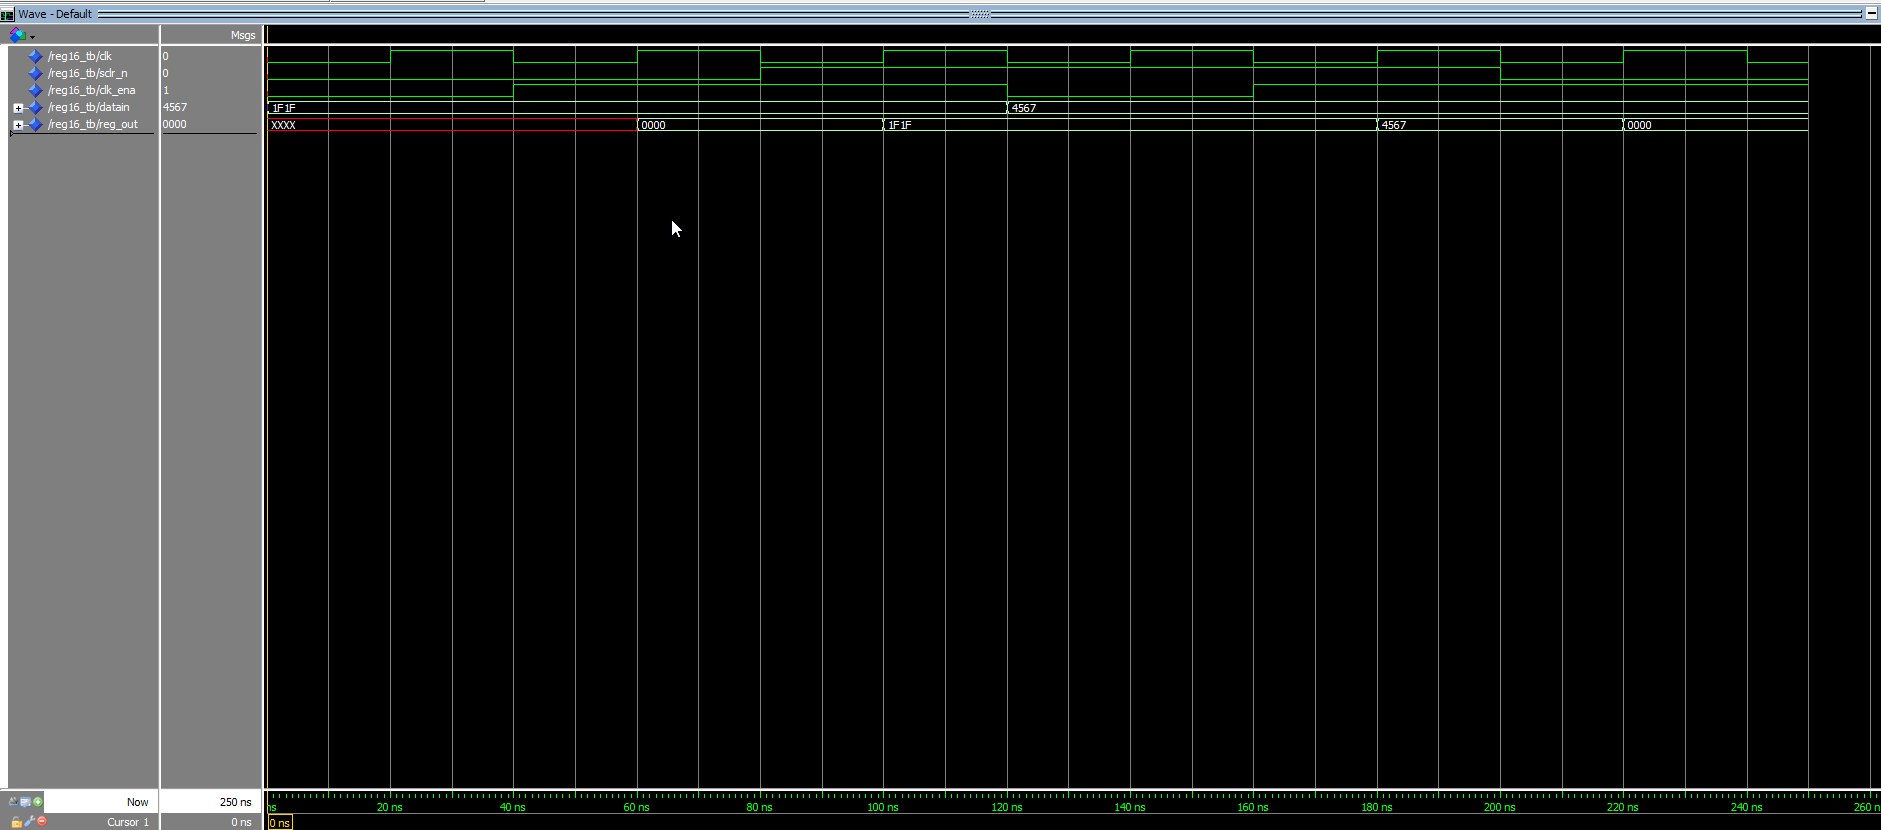 Wave - Default
Msgs
/reg16_tb/clk 0
/reg16_tb/sclr_n 0
/reg16_tb/clk_ena 1
/reg16_tb/datain 4567 1F1F 4567
/reg16_tb/reg_out 0000 XXXX 0000 1F1F 4567 0000
Now 250 ns ns 20 ns 40 ns 60 ns 80 ns 100 ns 120 ns 140 ns 160 ns 180 ns 200 ns 220 ns 240 ns 260 n
Cursor 1 0 ns 0 ns